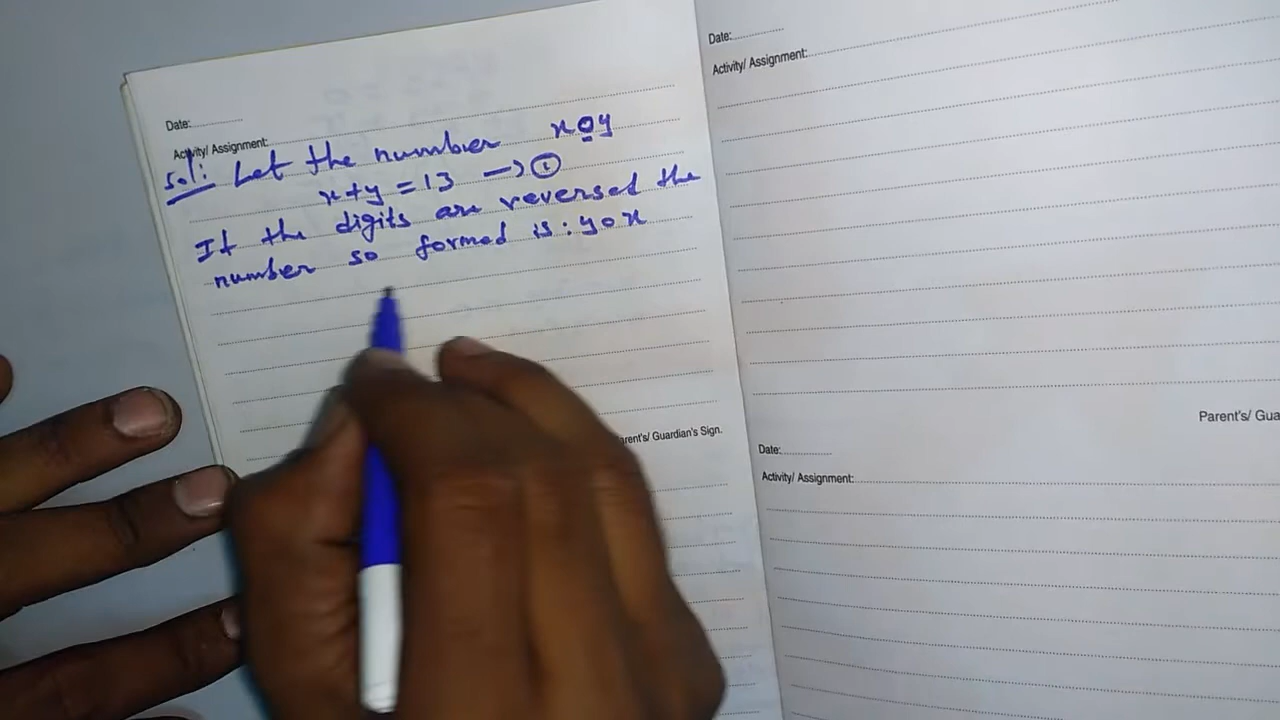 Date:
Activity/ Assignment:
Sol: Let the number x0y
x+y=13 → ①
If the digits are reversed the
number so formed is: y0x
arent's/ Guardian's Sign.
Date:
Activity/ Assignment:
Parent's/ Gua
Date:
Activity/ Assignment: